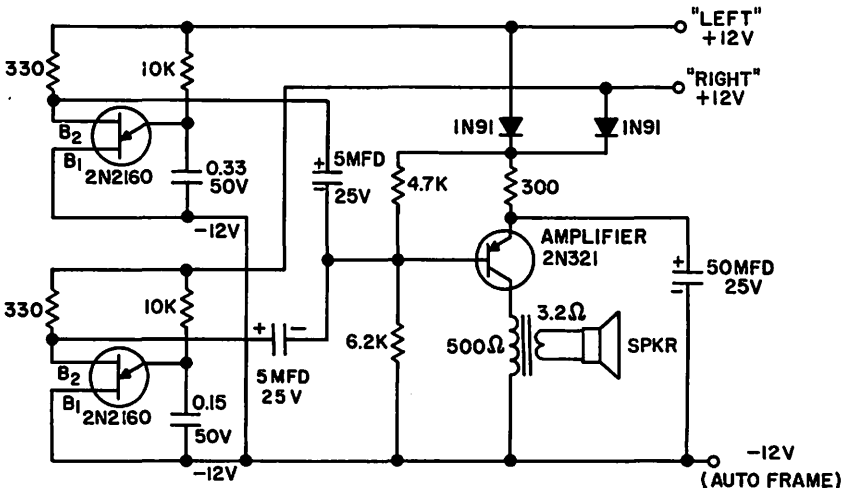 "LEFT"
+12V
330
10K
"RIGHT"
+12V
B2
B1
2N2160
0.33
50V
-12V
+
5MFD
25V
1N91
1N91
4.7K
300
AMPLIFIER
2N321
+
50MFD
25V
330
10K
+ -
5MFD
25V
6.2K
500Ω
3.2Ω
SPKR
B2
B1
2N2160
0.15
50V
-12V
-12V
(AUTO FRAME)